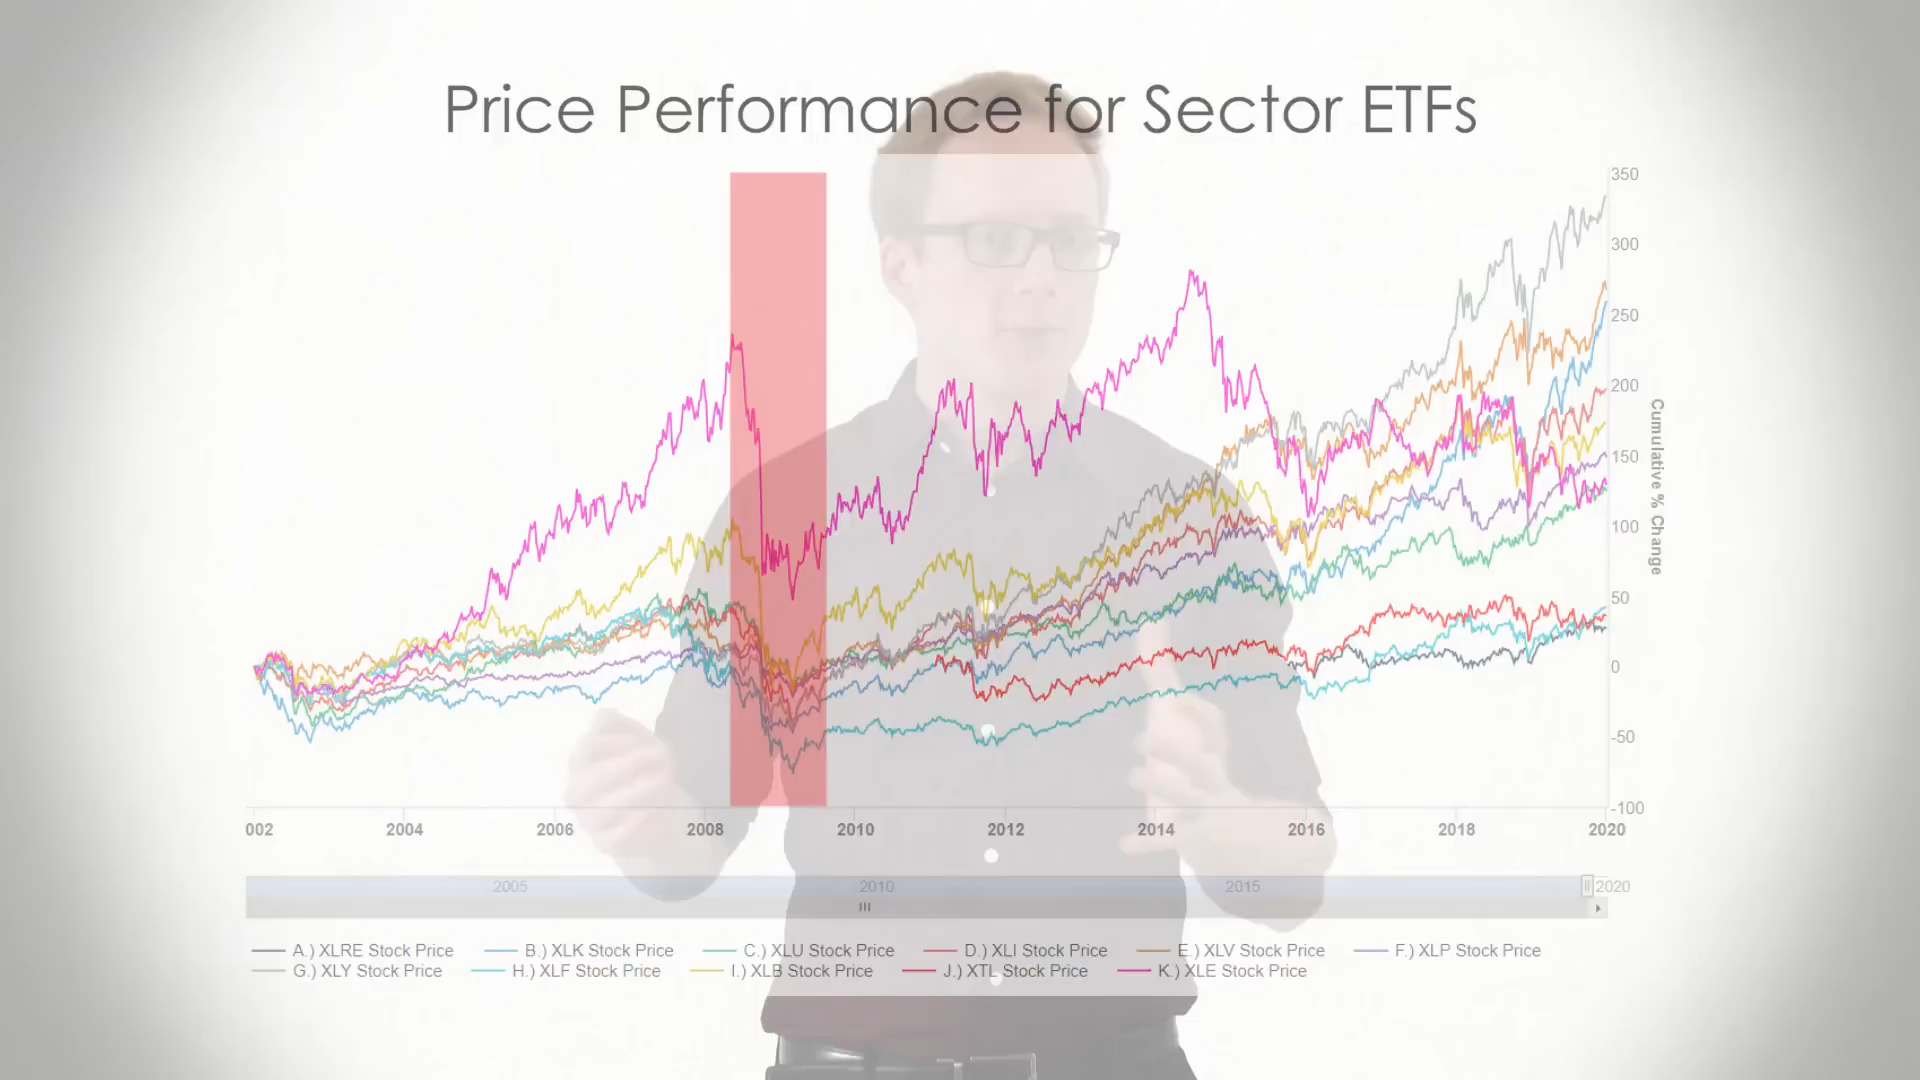 Price Performance for Sector ETFs
350
300
250
200
150
100
50
0
-50
-100
Cumulative % Change
002 2004 2006 2008 2010 2012 2014 2016 2018 2020
2005 2010 2015 2020
A.) XLRE Stock Price B.) XLK Stock Price C.) XLU Stock Price D.) XLI Stock Price E.) XLV Stock Price F.) XLP Stock Price
G.) XLY Stock Price H.) XLF Stock Price I.) XLB Stock Price J.) XTL Stock Price K.) XLE Stock Price